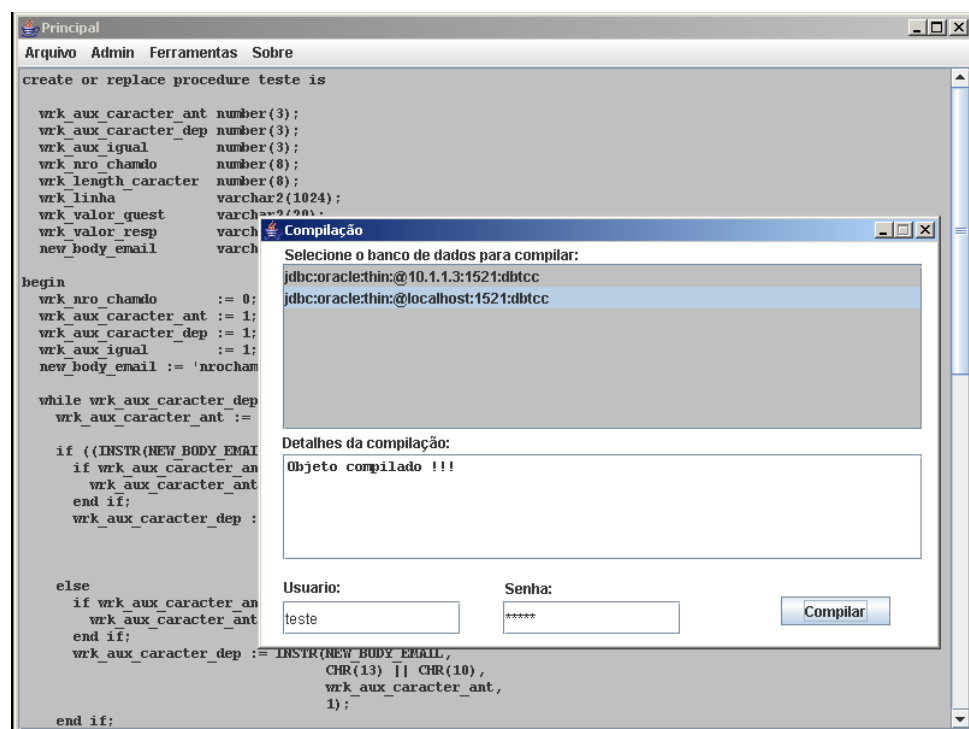 Principal
Arquivo Admin Ferramentas Sobre
create or replace procedure teste is
wrk_aux_caracter_ant number(3);
wrk_aux_caracter_dep number(3);
wrk_aux_igual number(3);
wrk_nro_chamdo number(8);
wrk_length_caracter number(8);
wrk_linha varchar2(1024);
wrk_valor_quest varchar2(20);
wrk_valor_resp varch
new_body_email varch
begin
wrk_nro_chamdo := 0;
wrk_aux_caracter_ant := 1;
wrk_aux_caracter_dep := 1;
wrk_aux_igual := 1;
new_body_email := 'nrocham
while wrk_aux_caracter_dep
wrk_aux_caracter_ant :=
if ((INSTR(NEW_BODY_EMAI
if wrk_aux_caracter_an
wrk_aux_caracter_ant
end if;
wrk_aux_caracter_dep :
else
if wrk_aux_caracter_an
wrk_aux_caracter_ant
end if;
wrk_aux_caracter_dep := INSTR(NEW_BODY_EMAIL,
CHR(13) || CHR(10),
wrk_aux_caracter_ant,
1);
end if;
Compilação
Selecione o banco de dados para compilar:
jdbc:oracle:thin:@10.1.1.3:1521:dbtcc
jdbc:oracle:thin:@localhost:1521:dbtcc
Detalhes da compilação:
Objeto compilado !!!
Usuario: Senha:
teste ***** Compilar